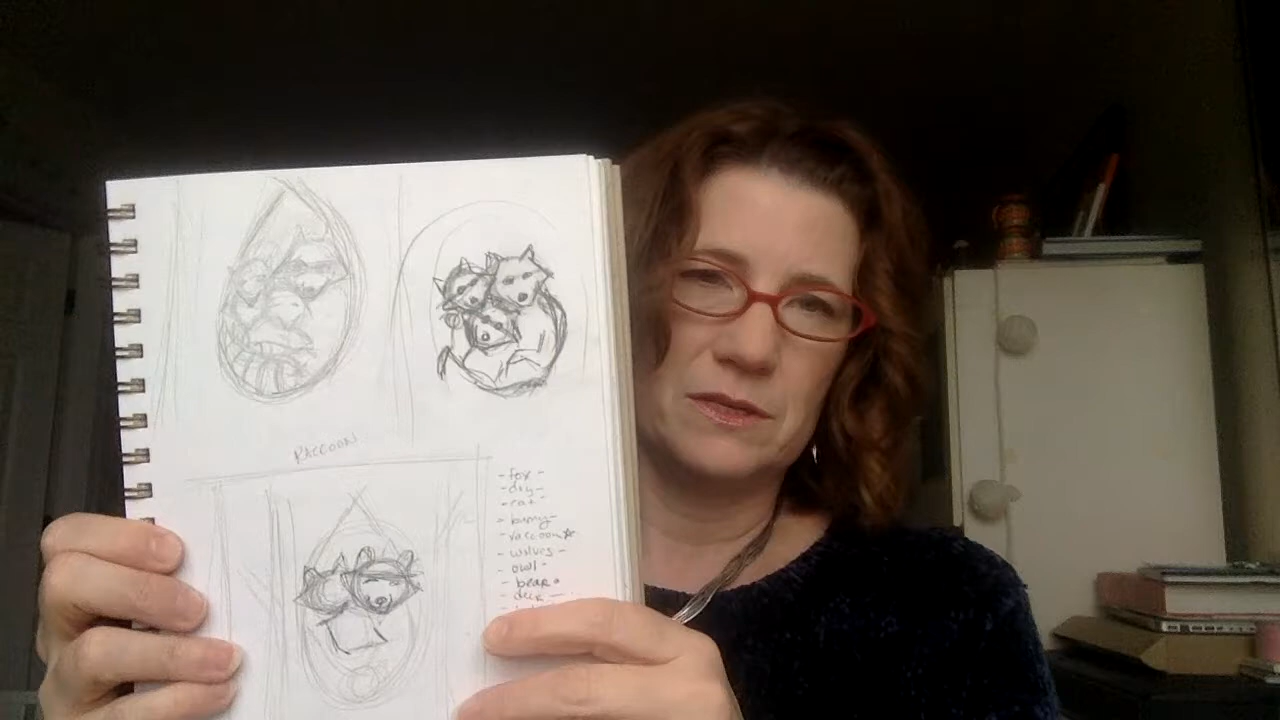 RACCOON
- fox -
- dog -
- cat -
- bunny -
- raccoon ☆
- wolves -
- owl -
- bear
- deer -